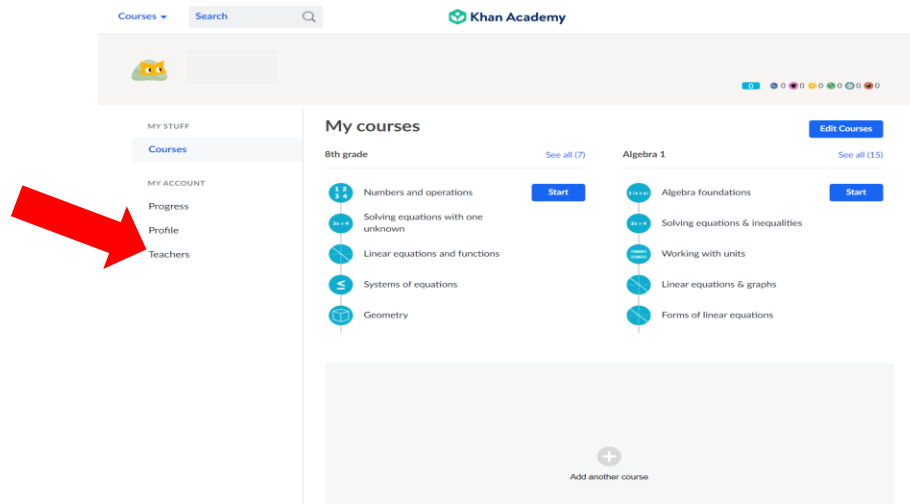 Courses
Search
Khan Academy
0
0 0 0 0 0 0
MY STUFF
Courses
MY ACCOUNT
Progress
Profile
Teachers
My courses
Edit Courses
8th grade
See all (7)
Numbers and operations
Start
Solving equations with one
unknown
Linear equations and functions
Systems of equations
Geometry
Algebra 1
See all (15)
Algebra foundations
Start
Solving equations & inequalities
Working with units
Linear equations & graphs
Forms of linear equations
Add another course